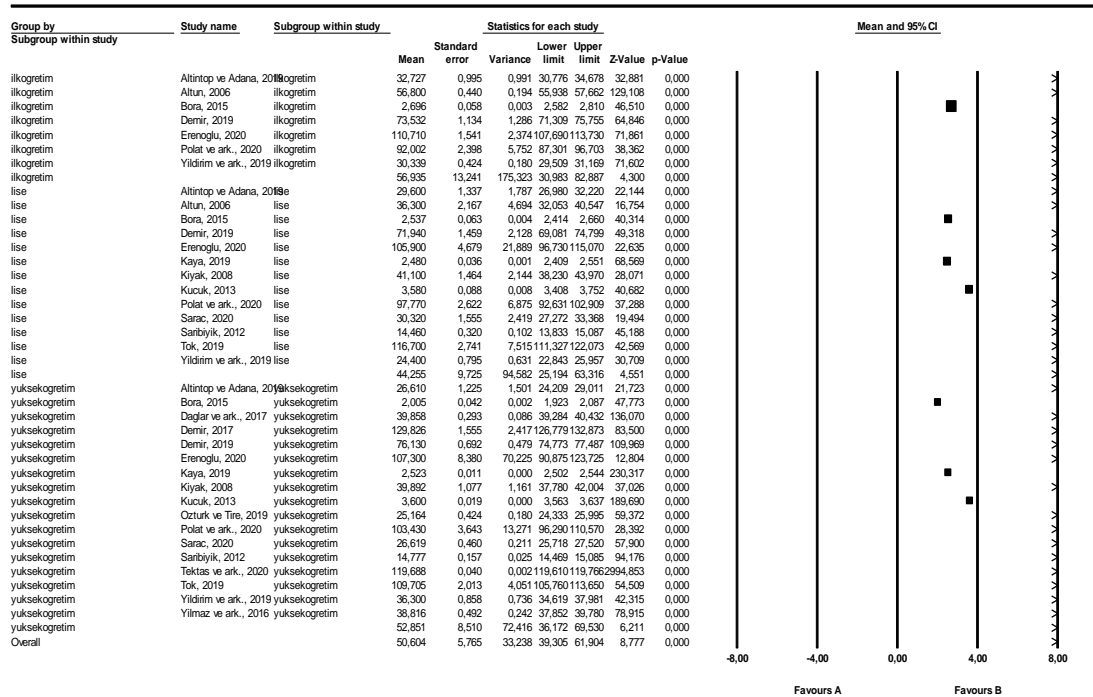 Group by Study name Subgroup within study Statistics for each study Mean and 95% CI
Subgroup within study
Standard Lower Upper
Mean error Variance limit limit Z-Value p-Value
ilkogretim Altintop ve Adana, 2019 ilkogretim 32,727 0,995 0,991 30,776 34,678 32,881 0,000
ilkogretim Altun, 2006 ilkogretim 56,800 0,440 0,194 55,938 57,662 129,108 0,000
ilkogretim Bora, 2015 ilkogretim 2,696 0,058 0,003 2,582 2,810 46,510 0,000
ilkogretim Demir, 2019 ilkogretim 73,532 1,134 1,286 71,309 75,755 64,846 0,000
ilkogretim Erenoglu, 2020 ilkogretim 110,710 1,541 2,374 107,690 113,730 71,861 0,000
ilkogretim Polat ve ark., 2020 ilkogretim 92,002 2,398 5,752 87,301 96,703 38,362 0,000
ilkogretim Yildirim ve ark., 2019 ilkogretim 30,339 0,424 0,180 29,509 31,169 71,602 0,000
ilkogretim 56,935 13,241 175,323 30,983 82,887 4,300 0,000
lise Altintop ve Adana, 2019 lise 29,600 1,337 1,787 26,980 32,220 22,144 0,000
lise Altun, 2006 lise 36,300 2,167 4,694 32,053 40,547 16,754 0,000
lise Bora, 2015 lise 2,537 0,063 0,004 2,414 2,660 40,314 0,000
lise Demir, 2019 lise 71,940 1,459 2,128 69,081 74,799 49,318 0,000
lise Erenoglu, 2020 lise 105,900 4,679 21,889 96,730 115,070 22,635 0,000
lise Kaya, 2019 lise 2,480 0,036 0,001 2,409 2,551 68,569 0,000
lise Kiyak, 2008 lise 41,100 1,464 2,144 38,230 43,970 28,071 0,000
lise Kucuk, 2013 lise 3,580 0,088 0,008 3,408 3,752 40,682 0,000
lise Polat ve ark., 2020 lise 97,770 2,622 6,875 92,631 102,909 37,288 0,000
lise Sarac, 2020 lise 30,320 1,555 2,419 27,272 33,368 19,494 0,000
lise Saribiyik, 2012 lise 14,460 0,320 0,102 13,833 15,087 45,188 0,000
lise Tok, 2019 lise 116,700 2,741 7,515 111,327 122,073 42,569 0,000
lise Yildirim ve ark., 2019 lise 24,400 0,795 0,631 22,843 25,957 30,709 0,000
lise 44,255 9,725 94,582 25,194 63,316 4,551 0,000
yuksekogretim Altintop ve Adana, 2019 yuksekogretim 26,610 1,225 1,501 24,209 29,011 21,723 0,000
yuksekogretim Bora, 2015 yuksekogretim 2,005 0,042 0,002 1,923 2,087 47,773 0,000
yuksekogretim Daglar ve ark., 2017 yuksekogretim 39,858 0,293 0,086 39,284 40,432 136,070 0,000
yuksekogretim Demir, 2017 yuksekogretim 129,826 1,555 2,417 126,779 132,873 83,500 0,000
yuksekogretim Demir, 2019 yuksekogretim 76,130 0,692 0,479 74,773 77,487 109,969 0,000
yuksekogretim Erenoglu, 2020 yuksekogretim 107,300 8,380 70,225 90,875 123,725 12,804 0,000
yuksekogretim Kaya, 2019 yuksekogretim 2,523 0,011 0,000 2,502 2,544 230,317 0,000
yuksekogretim Kiyak, 2008 yuksekogretim 39,892 1,077 1,161 37,780 42,004 37,026 0,000
yuksekogretim Kucuk, 2013 yuksekogretim 3,600 0,019 0,000 3,563 3,637 189,690 0,000
yuksekogretim Ozturk ve Tire, 2019 yuksekogretim 25,164 0,424 0,180 24,333 25,995 59,372 0,000
yuksekogretim Polat ve ark., 2020 yuksekogretim 103,430 3,643 13,271 96,290 110,570 28,392 0,000
yuksekogretim Sarac, 2020 yuksekogretim 26,619 0,460 0,211 25,718 27,520 57,900 0,000
yuksekogretim Saribiyik, 2012 yuksekogretim 14,777 0,157 0,025 14,469 15,085 94,176 0,000
yuksekogretim Tektas ve ark., 2020 yuksekogretim 119,688 0,040 0,002 119,610 119,766 2994,853 0,000
yuksekogretim Tok, 2019 yuksekogretim 109,705 2,013 4,051 105,760 113,650 54,509 0,000
yuksekogretim Yildirim ve ark., 2019 yuksekogretim 36,300 0,858 0,736 34,619 37,981 42,315 0,000
yuksekogretim Yilmaz ve ark., 2016 yuksekogretim 38,816 0,492 0,242 37,852 39,780 78,915 0,000
yuksekogretim 52,851 8,510 72,416 36,172 69,530 6,211 0,000
Overall 50,604 5,765 33,238 39,305 61,904 8,777 0,000
-8,00 -4,00 0,00 4,00 8,00
Favours A Favours B